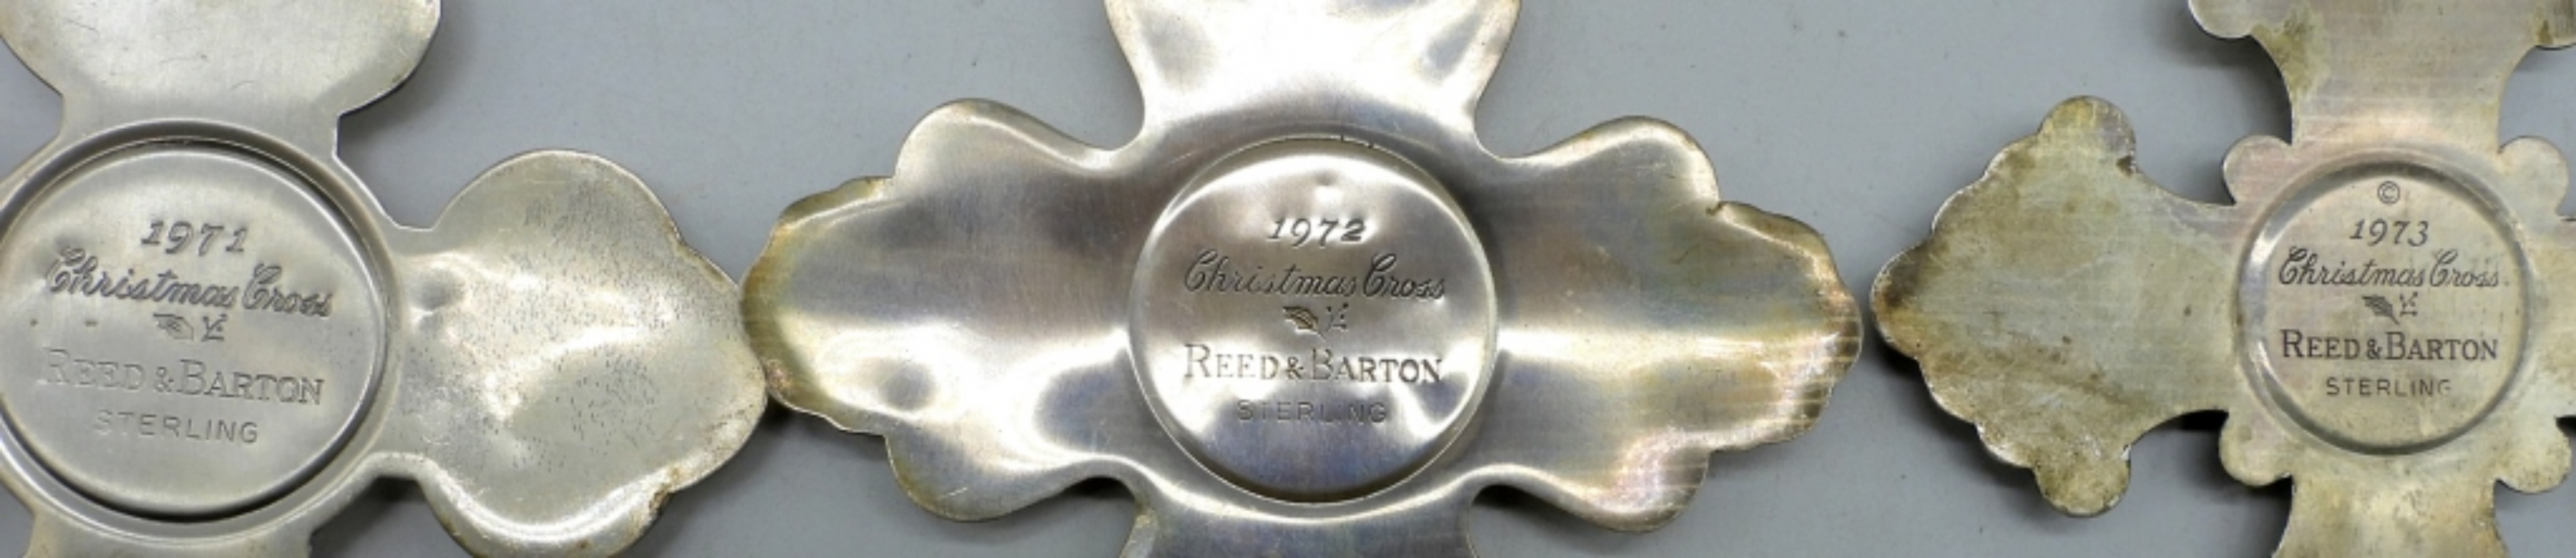 1971
Christmas Cross
REED & BARTON
STERLING
1972
Christmas Cross
REED & BARTON
STERLING
©
1973
Christmas Cross
REED & BARTON
STERLING